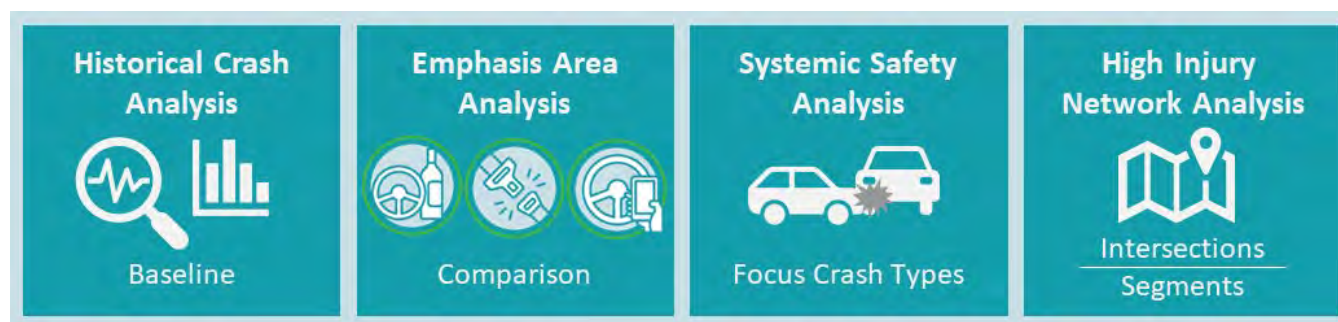 Historical Crash
Analysis
Baseline
Emphasis Area
Analysis
Comparison
Systemic Safety
Analysis
Focus Crash Types
High Injury
Network Analysis
Intersections
Segments